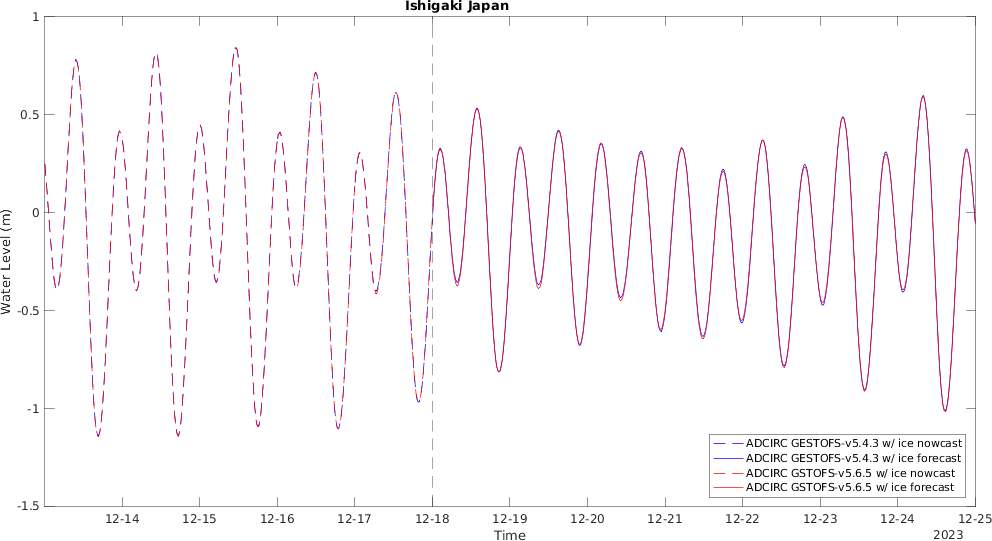 Ishigaki Japan
Water Level (m)
1
0.5
0
-0.5
-1
-1.5
12-14
12-15
12-16
12-17
12-18
12-19
12-20
12-21
12-22
12-23
12-24
12-25
Time
2023
ADCIRC GESTOFS-v5.4.3 w/ ice nowcast
ADCIRC GESTOFS-v5.4.3 w/ ice forecast
ADCIRC GSTOFS-v5.6.5 w/ ice nowcast
ADCIRC GSTOFS-v5.6.5 w/ ice forecast